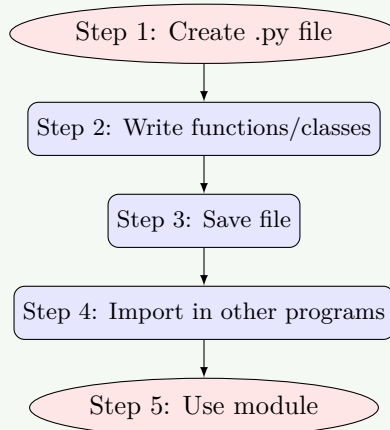 Step 1: Create .py file
Step 2: Write functions/classes
Step 3: Save file
Step 4: Import in other programs
Step 5: Use module